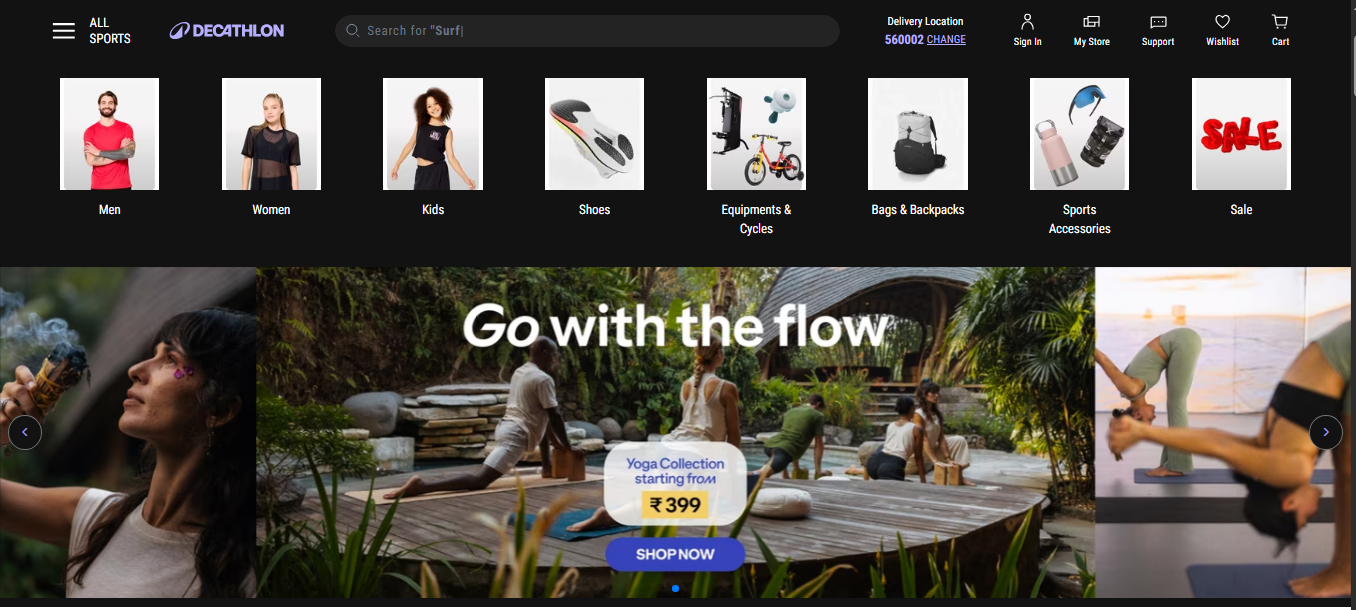 ALL
SPORTS
DECATHLON
Search for "Surf|
Delivery Location
560002 CHANGE
Sign In
My Store
Support
Wishlist
Cart
SALE
Men
Women
Kids
Shoes
Equipments &
Cycles
Bags & Backpacks
Sports
Accessories
Sale
Go with the flow
Yoga Collection
starting from
₹ 399
SHOP NOW